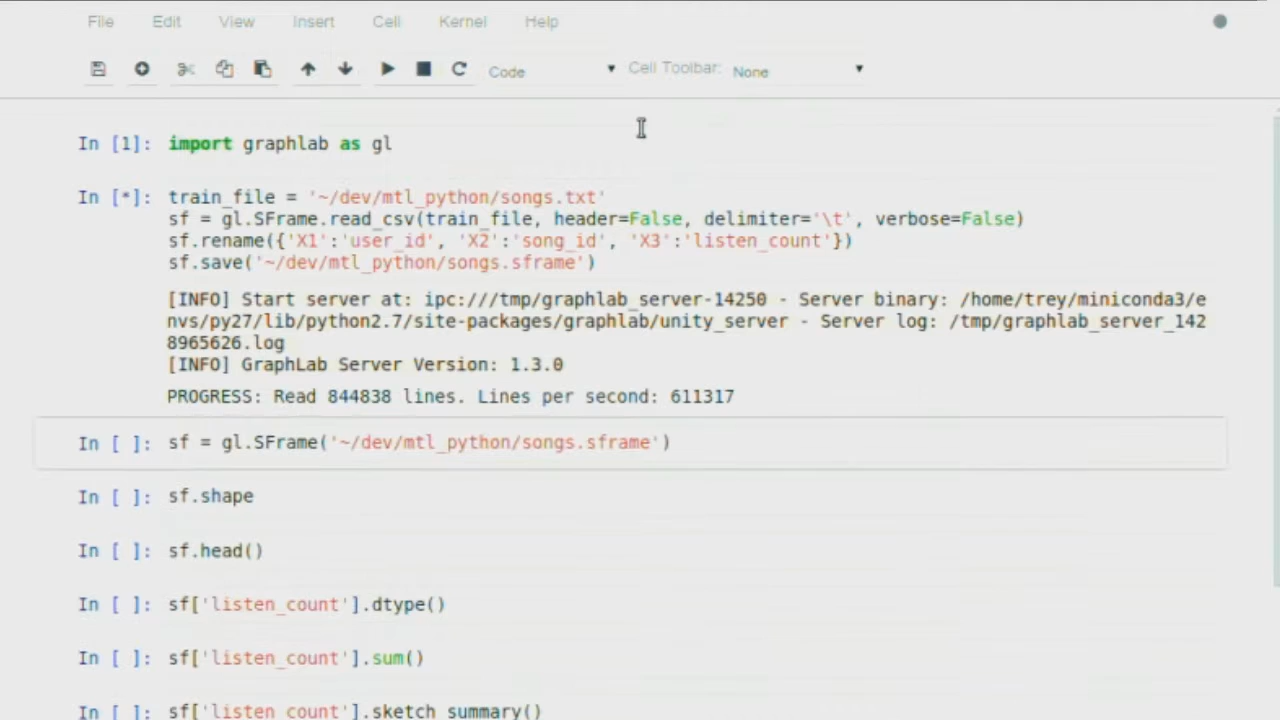 File Edit View Insert Cell Kernel Help
Code Cell Toolbar: None
In [1]: import graphlab as gl
In [*]: train_file = '~/dev/mtl_python/songs.txt'
sf = gl.SFrame.read_csv(train_file, header=False, delimiter='\t', verbose=False)
sf.rename({'X1':'user_id', 'X2':'song_id', 'X3':'listen_count'})
sf.save('~/dev/mtl_python/songs.sframe')
[INFO] Start server at: ipc:///tmp/graphlab_server-14250 - Server binary: /home/trey/miniconda3/e
nvs/py27/lib/python2.7/site-packages/graphlab/unity_server - Server log: /tmp/graphlab_server_142
8965626.log
[INFO] GraphLab Server Version: 1.3.0
PROGRESS: Read 844838 lines. Lines per second: 611317
In [ ]: sf = gl.SFrame('~/dev/mtl_python/songs.sframe')
In [ ]: sf.shape
In [ ]: sf.head()
In [ ]: sf['listen_count'].dtype()
In [ ]: sf['listen_count'].sum()
In [ ]: sf['listen_count'].sketch_summary()